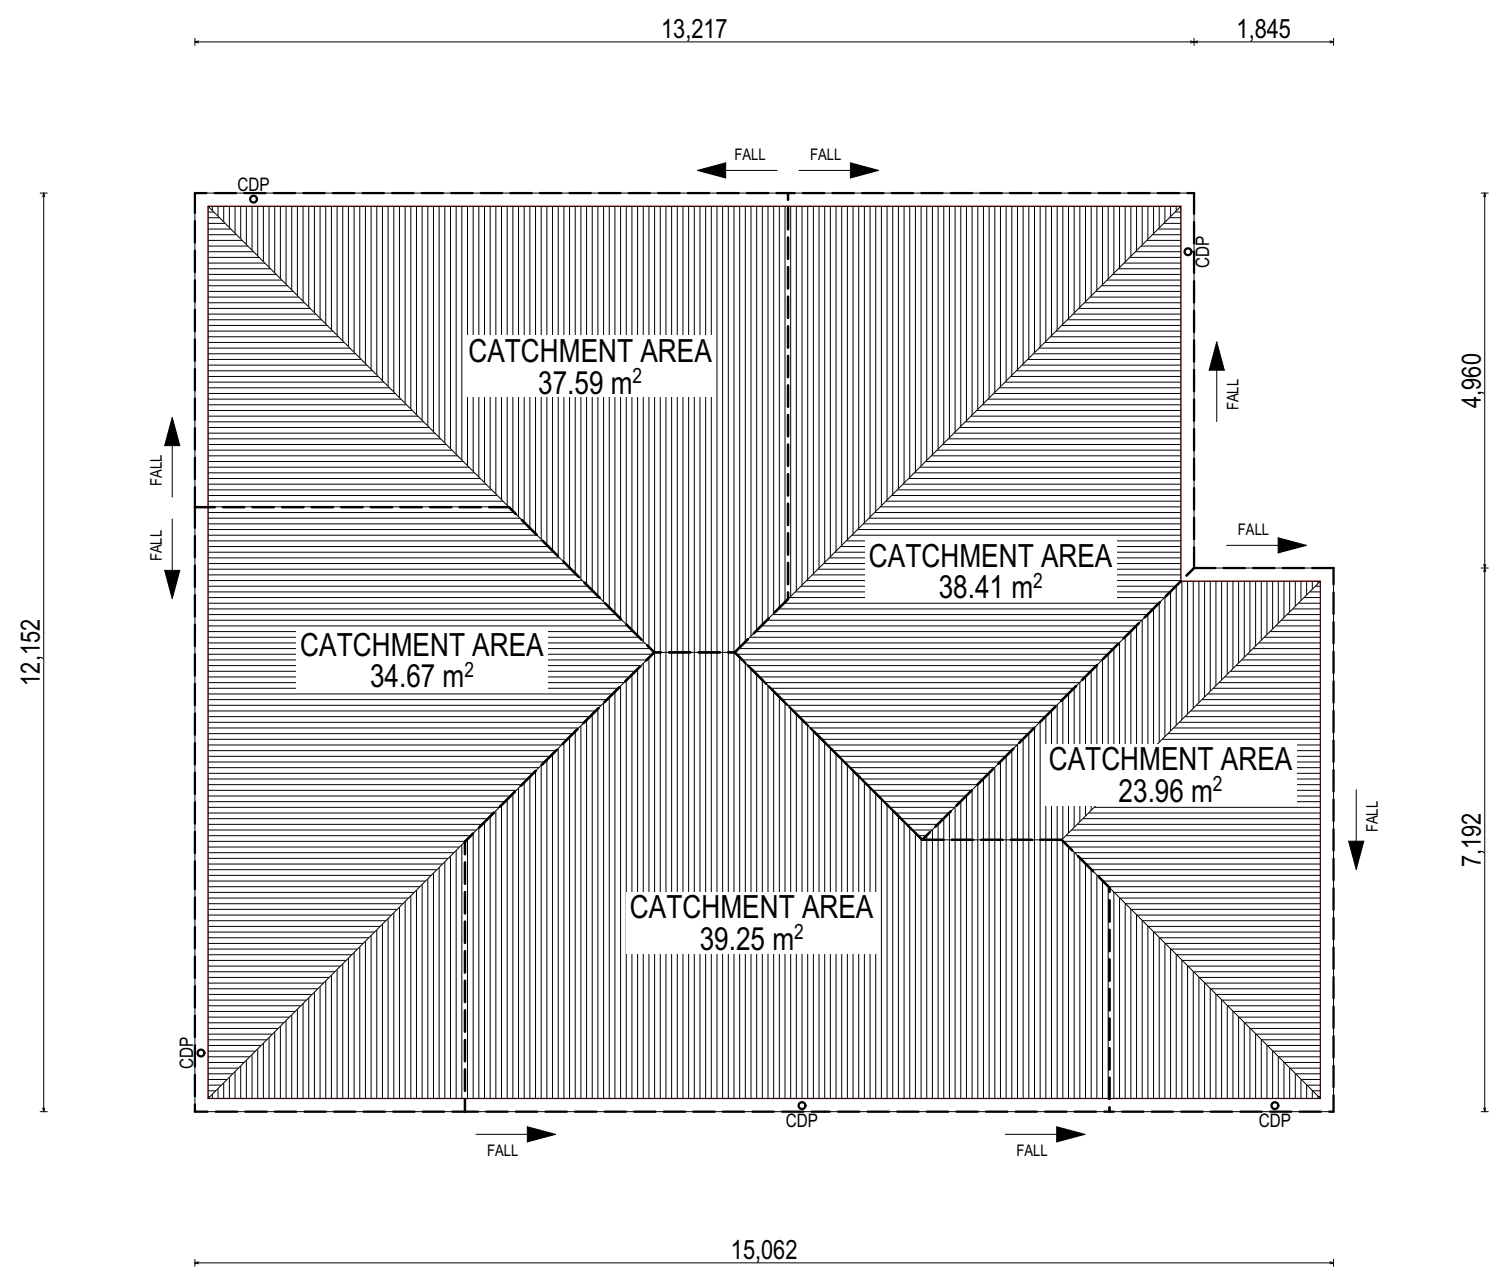 13,217
1,845
FALL
FALL
CDP
CDP
CATCHMENT AREA
37.59 m²
4,960
FALL
FALL
FALL
FALL
CATCHMENT AREA
38.41 m²
12,152
CATCHMENT AREA
34.67 m²
CATCHMENT AREA
23.96 m²
FALL
7,192
CATCHMENT AREA
39.25 m²
CDP
CDP
CDP
FALL
FALL
15,062